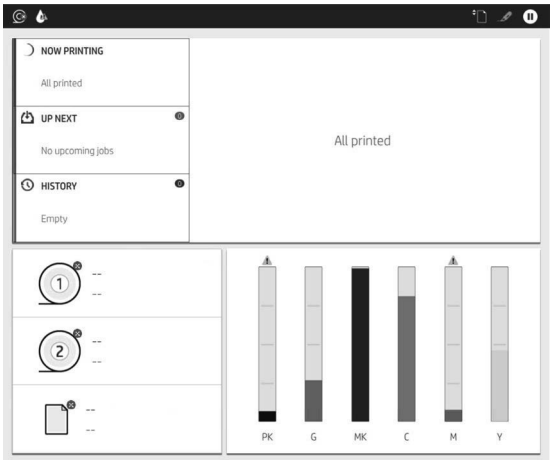 NOW PRINTING
All printed
UP NEXT
0
No upcoming jobs
HISTORY
0
Empty
All printed
1
--
--
2
--
--
--
--
PK G MK C M Y